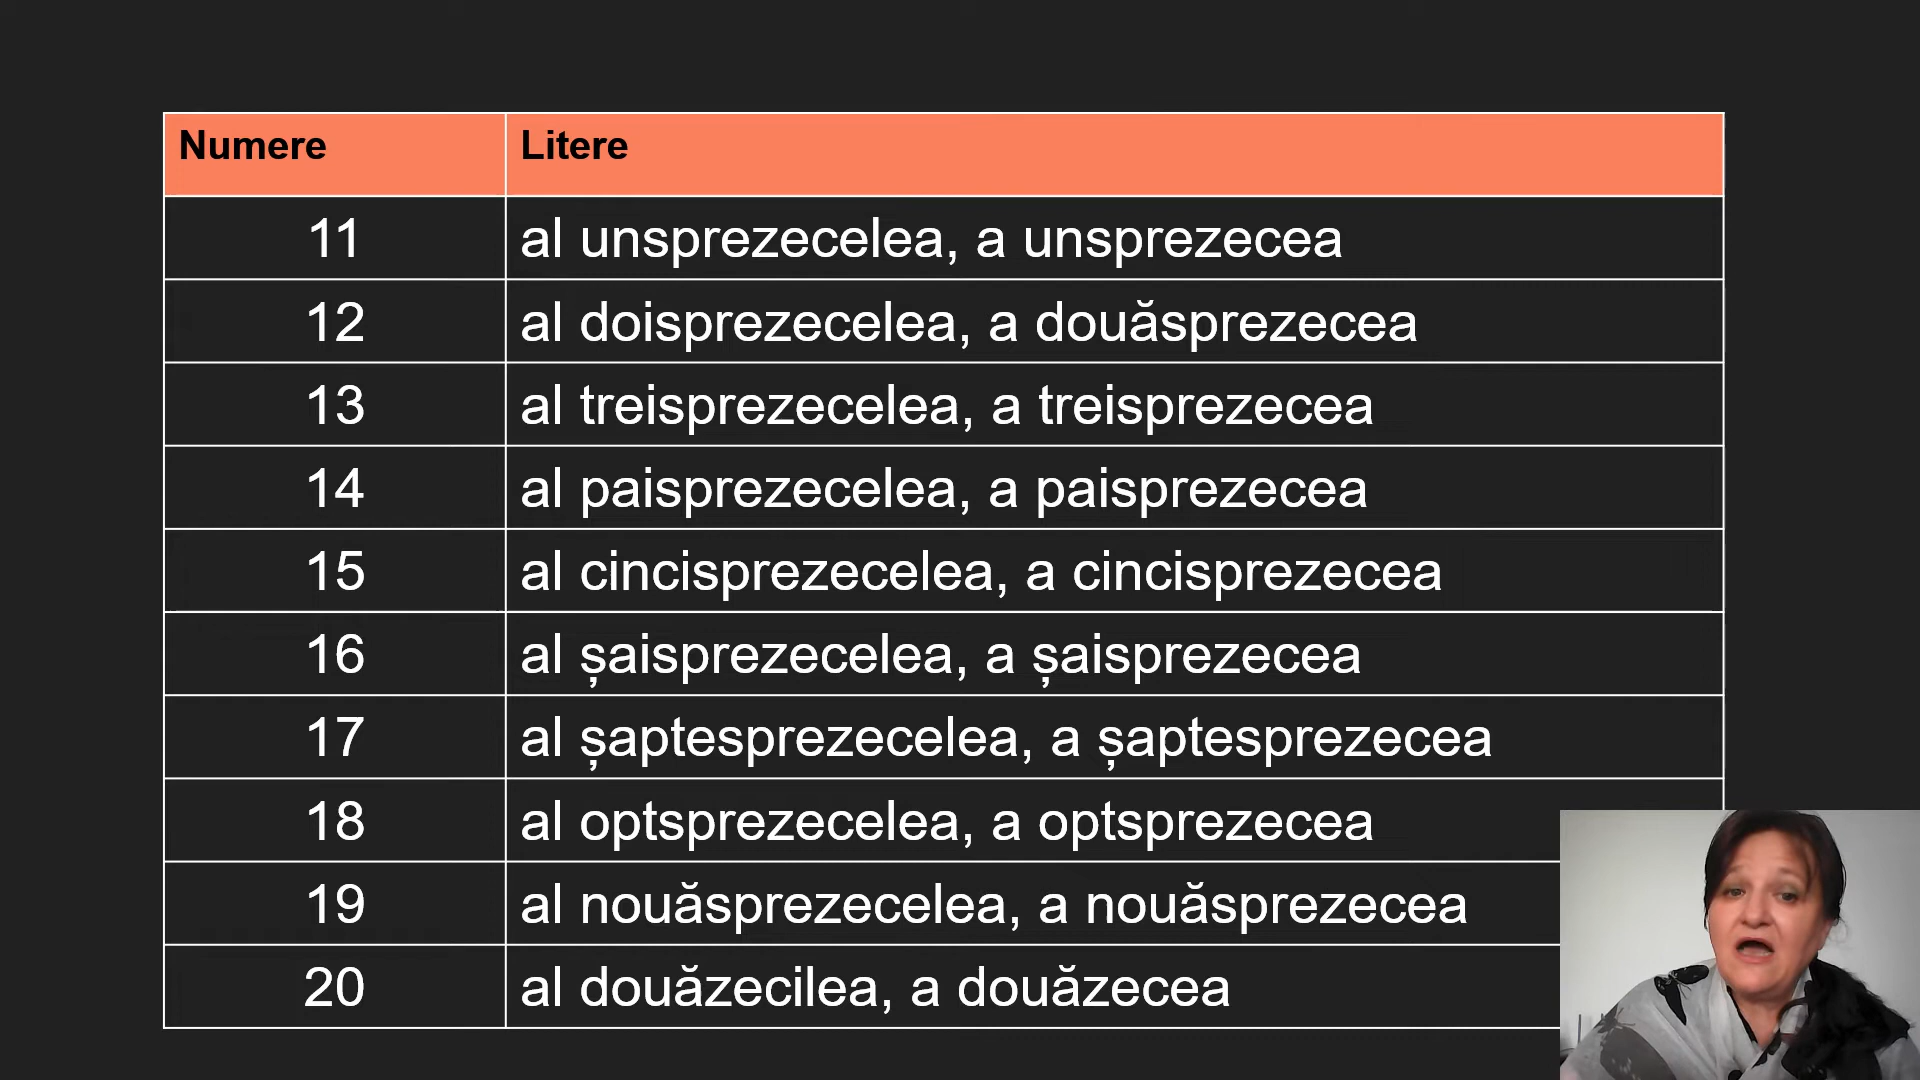 Numere Litere
11 al unsprezecelea, a unsprezecea
12 al doisprezecelea, a douăsprezecea
13 al treisprezecelea, a treisprezecea
14 al paisprezecelea, a paisprezecea
15 al cincisprezecelea, a cincisprezecea
16 al șaisprezecelea, a șaisprezecea
17 al șaptesprezecelea, a șaptesprezecea
18 al optsprezecelea, a optsprezecea
19 al nouăsprezecelea, a nouăsprezecea
20 al douăzecilea, a douăzecea